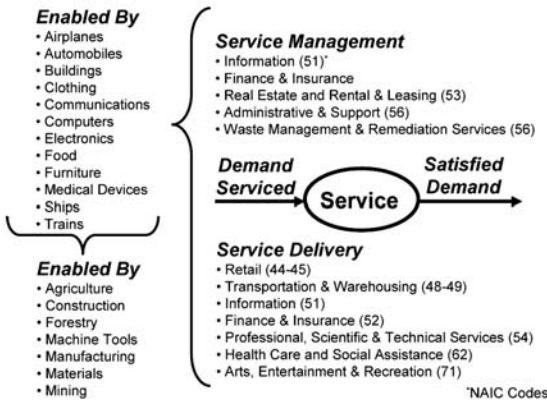 Enabled By
• Airplanes
• Automobiles
• Buildings
• Clothing
• Communications
• Computers
• Electronics
• Food
• Furniture
• Medical Devices
• Ships
• Trains
Enabled By
• Agriculture
• Construction
• Forestry
• Machine Tools
• Manufacturing
• Materials
• Mining
Service Management
• Information (51)*
• Finance & Insurance
• Real Estate and Rental & Leasing (53)
• Administrative & Support (56)
• Waste Management & Remediation Services (56)
Demand
Serviced
Service
Satisfied
Demand
Service Delivery
• Retail (44-45)
• Transportation & Warehousing (48-49)
• Information (51)
• Finance & Insurance (52)
• Professional, Scientific & Technical Services (54)
• Health Care and Social Assistance (62)
• Arts, Entertainment & Recreation (71)
*NAIC Codes